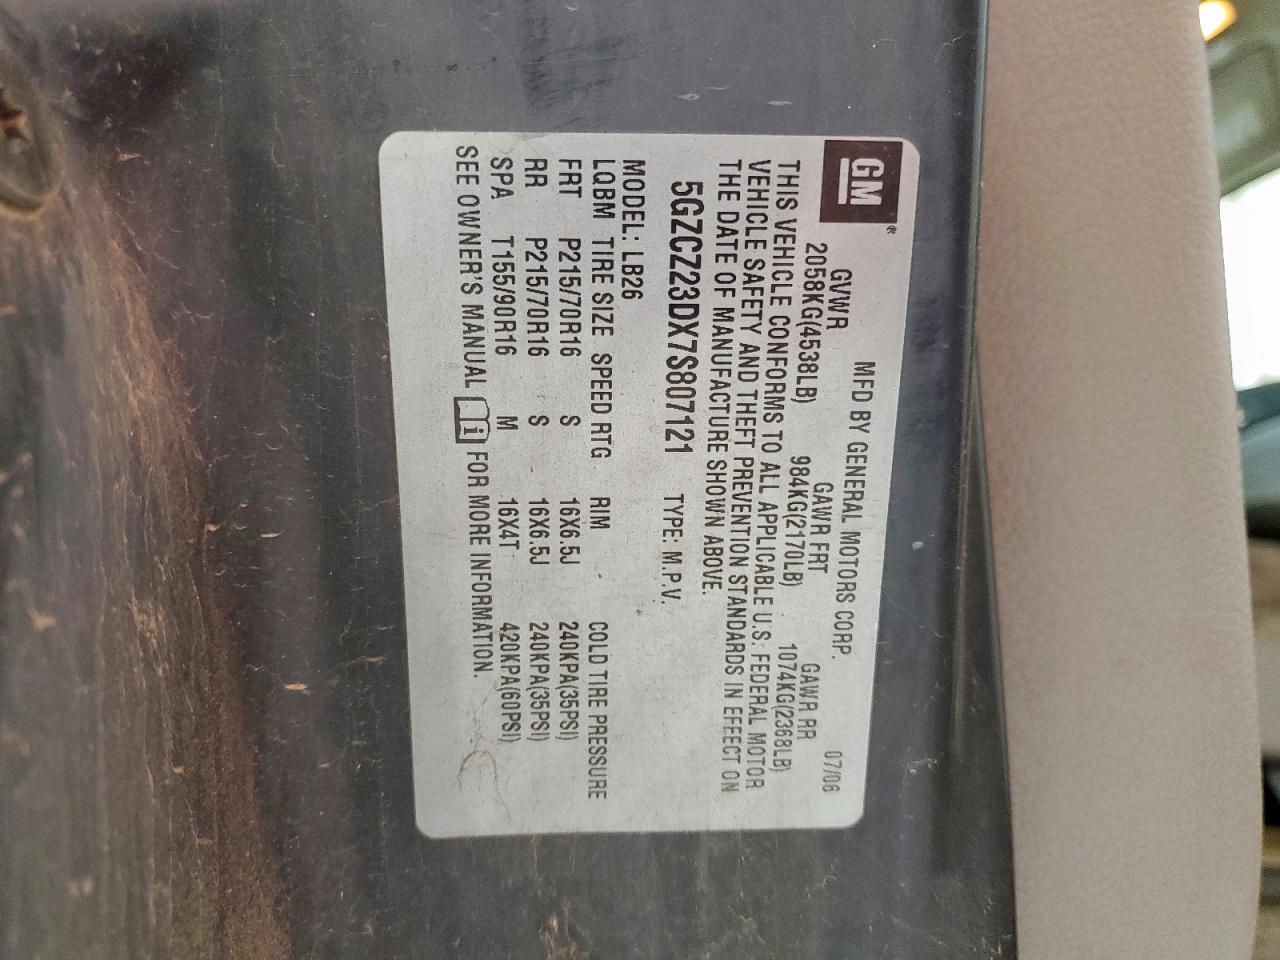 GM®
MFD BY GENERAL MOTORS CORP. 07/06
GVWR GAWR FRT GAWR RR
2058KG(4538LB) 984KG(2170LB) 1074KG(2368LB)
THIS VEHICLE CONFORMS TO ALL APPLICABLE U.S. FEDERAL MOTOR
VEHICLE SAFETY AND THEFT PREVENTION STANDARDS IN EFFECT ON
THE DATE OF MANUFACTURE SHOWN ABOVE.
5GZCZ23DX7S807121 TYPE: M.P.V.
MODEL: LB26
LQBM TIRE SIZE SPEED RTG RIM COLD TIRE PRESSURE
FRT P215/70R16 S 16X6.5J 240KPA(35PSI)
RR P215/70R16 S 16X6.5J 240KPA(35PSI)
SPA T155/90R16 M 16X4T 420KPA(60PSI)
SEE OWNER'S MANUAL i FOR MORE INFORMATION.